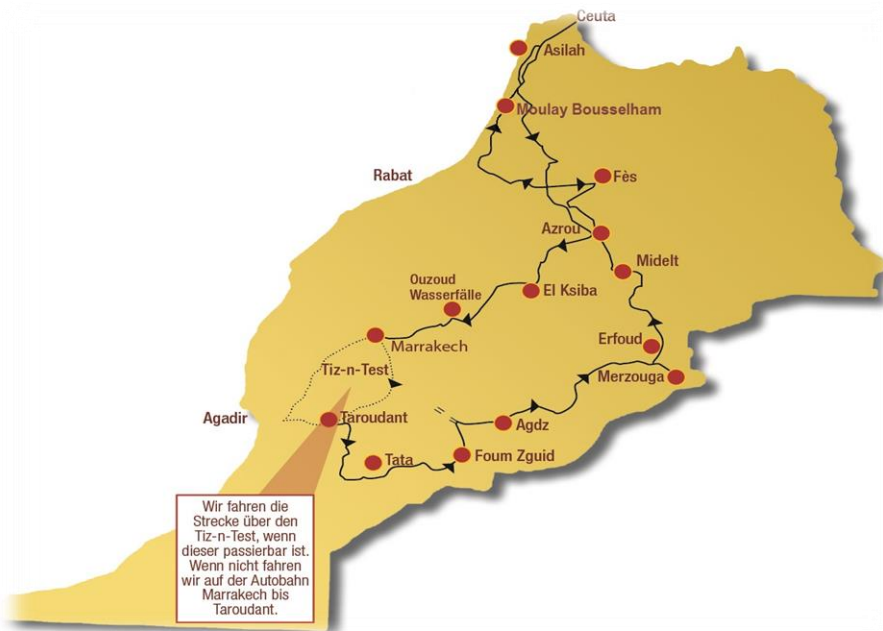 Ceuta
Asilah
Moulay Bousselham
Rabat
Fès
Azrou
Midelt
Ouzoud
Wasserfälle
El Ksiba
Marrakech
Erfoud
Tiz-n-Test
Merzouga
Agadir
Taroudant
Agdz
Tata
Foum Zguid
Wir fahren die
Strecke über den
Tiz-n-Test, wenn
dieser passierbar ist.
Wenn nicht fahren
wir auf der Autobahn
Marrakech bis
Taroudant.